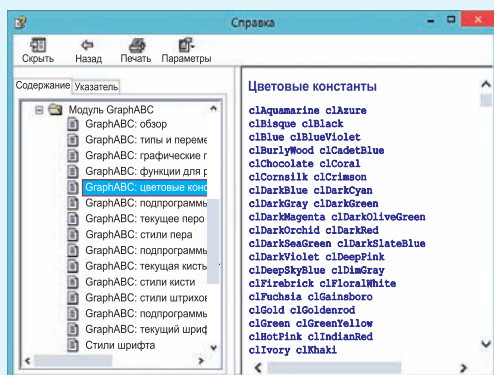 Справка
Скрыть Назад Печать Параметры
Содержание Указатель
Модуль GraphABC
GraphABC: обзор
GraphABC: типы и переме
GraphABC: графические г
GraphABC: функции для р
GraphABC: цветовые конс
GraphABC: подпрограммы
GraphABC: текущее перо
GraphABC: стили пера
GraphABC: подпрограммы
GraphABC: текущая кисть
GraphABC: стили кисти
GraphABC: стили штрихов
GraphABC: подпрограммы
GraphABC: текущий шриф
Стили шрифта
Цветовые константы
clAquamarine clAzure
clBisque clBlack
clBlue clBlueViolet
clBurlyWood clCadetBlue
clChocolate clCoral
clCornsilk clCrimson
clDarkBlue clDarkCyan
clDarkGray clDarkGreen
clDarkMagenta clDarkOliveGreen
clDarkOrchid clDarkRed
clDarkSeaGreen clDarkSlateBlue
clDarkViolet clDeepPink
clDeepSkyBlue clDimGray
clFirebrick clFloralWhite
clFuchsia clGainsboro
clGold clGoldenrod
clGreen clGreenYellow
clHotPink clIndianRed
clIvory clKhaki